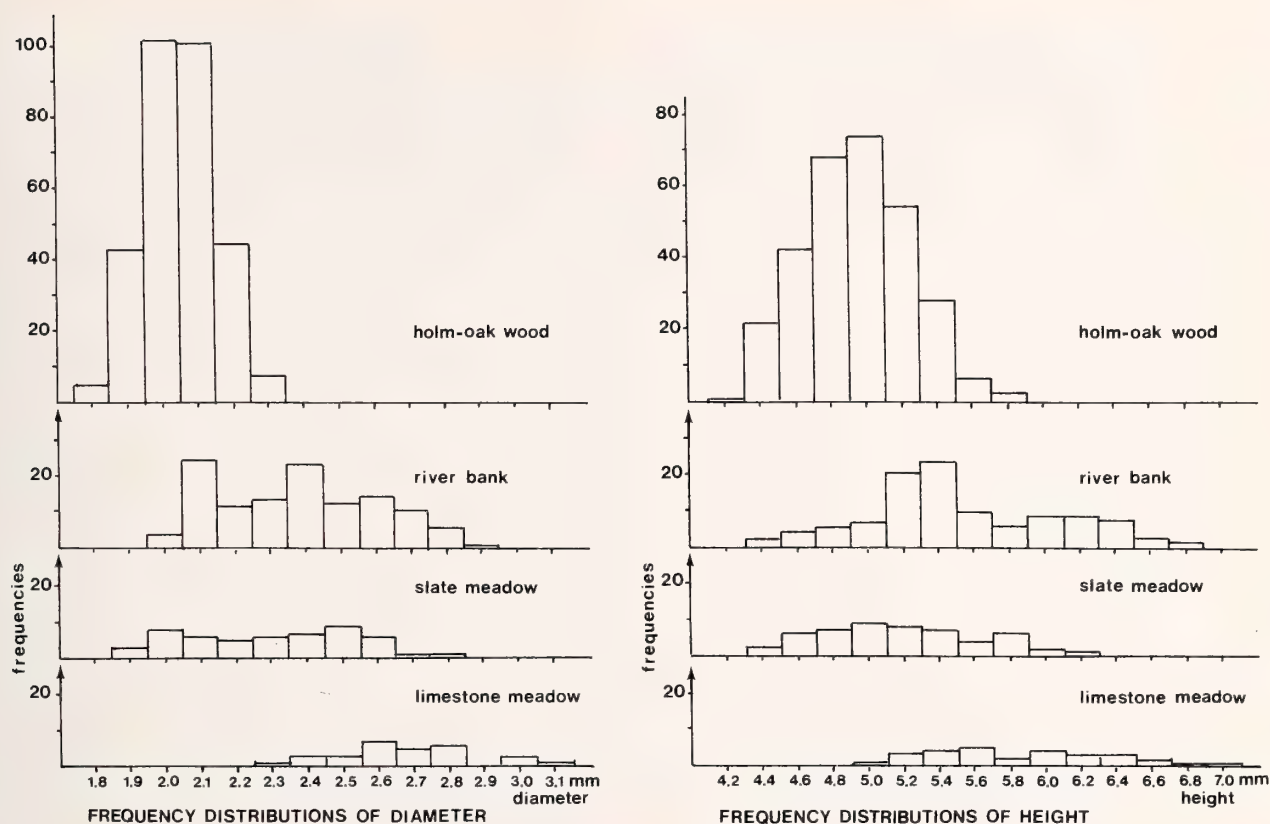 100
80
60
40
20
holm-oak wood
20
river bank
20
slate meadow
frequencies
20
limestone meadow
1.8 1.9 2.0 2.1 2.2 2.3 2.4 2.5 2.6 2.7 2.8 2.9 3.0 3.1 mm
diameter
FREQUENCY DISTRIBUTIONS OF DIAMETER
80
60
40
20
holm-oak wood
20
river bank
20
slate meadow
frequencies
20
limestone meadow
4.2 4.4 4.6 4.8 5.0 5.2 5.4 5.6 5.8 6.0 6.2 6.4 6.6 6.8 7.0 mm
height
FREQUENCY DISTRIBUTIONS OF HEIGHT